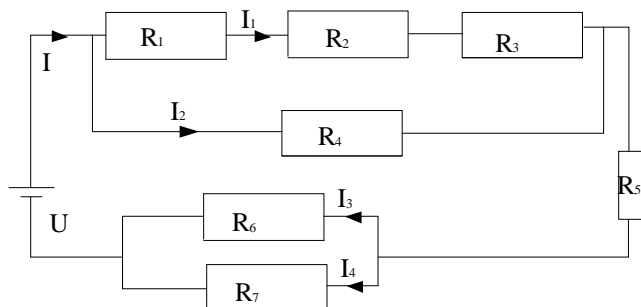 I₁
R₁
R₂
R₃
I
I₂
R₄
R₅
U
R₆
I₃
R₇
I₄